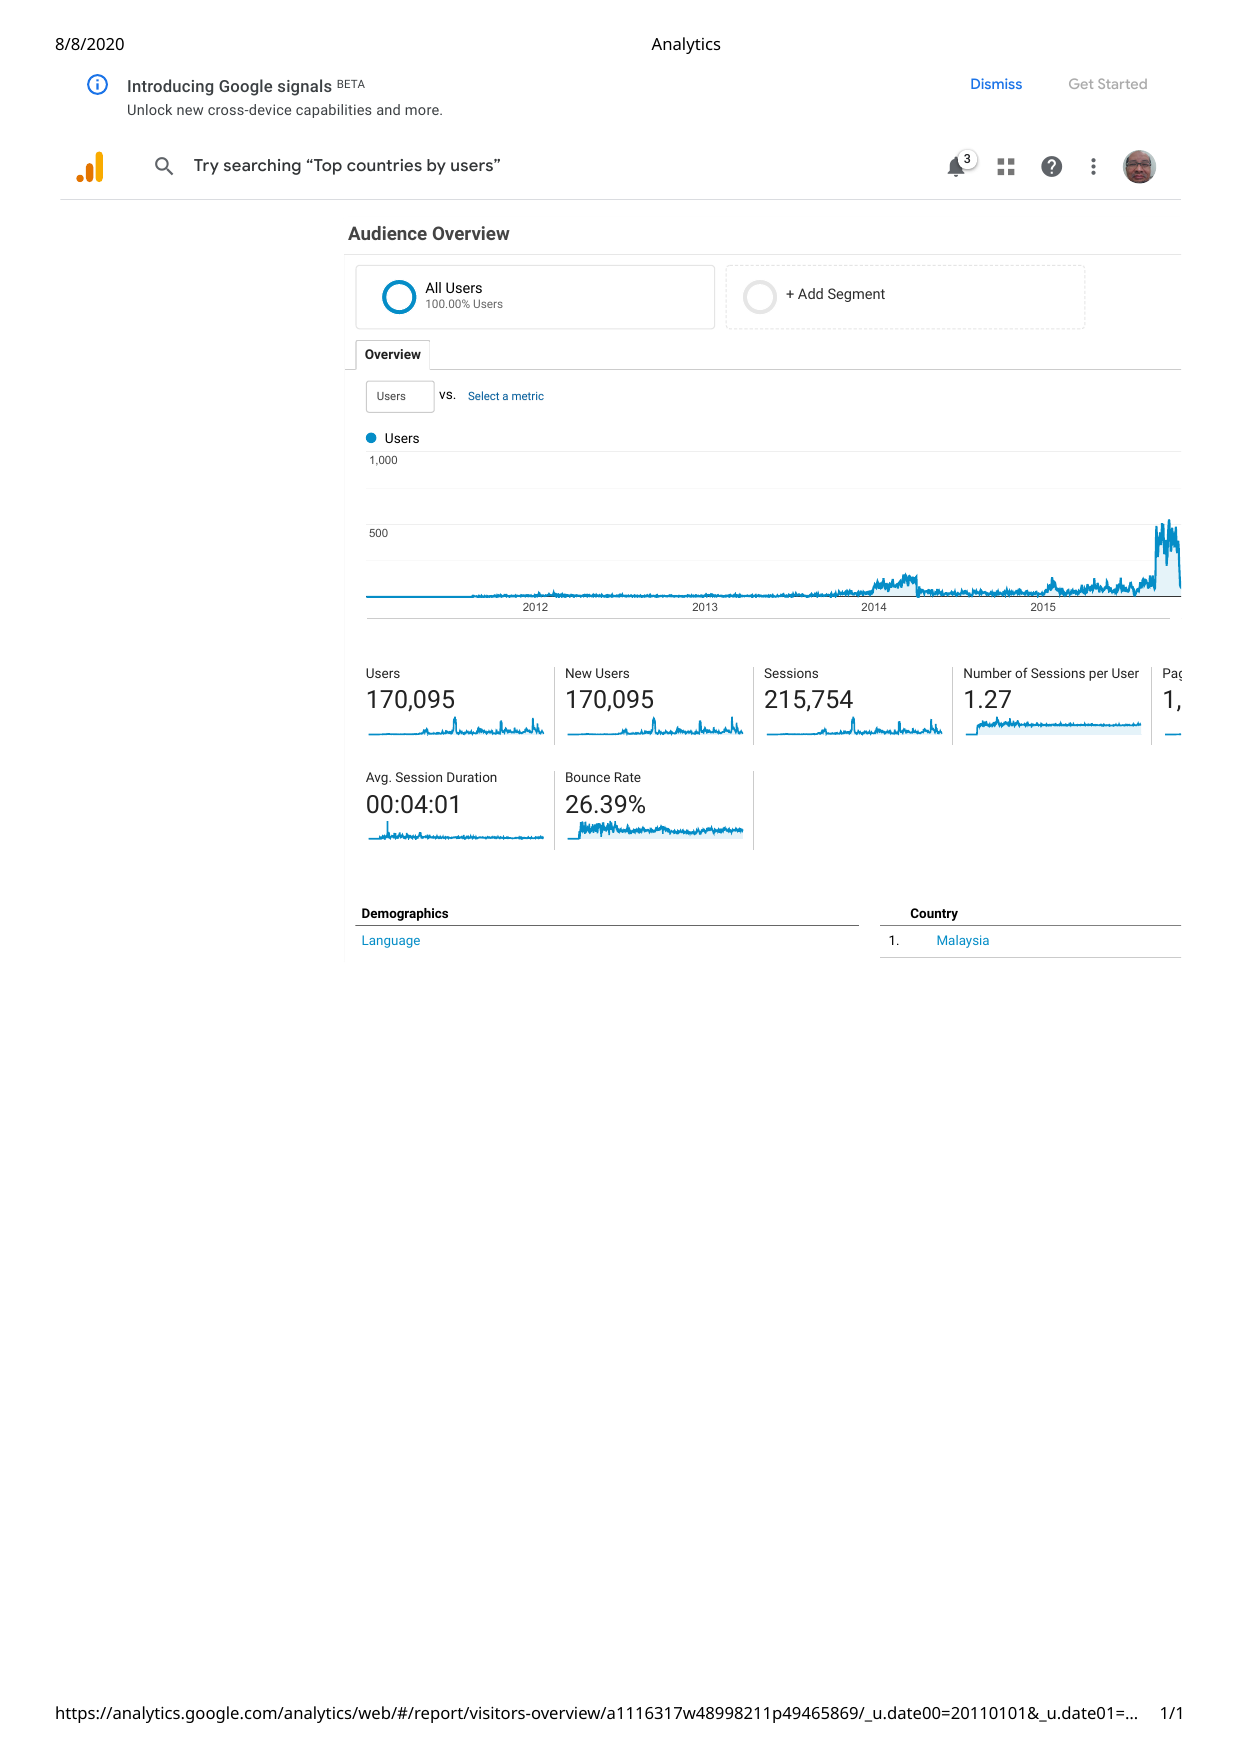 8/8/2020
Analytics
Introducing Google signals BETA
Unlock new cross-device capabilities and more.
Dismiss
Get Started
Try searching “Top countries by users”
3
Audience Overview
All Users
100.00% Users
+ Add Segment
Overview
Users
vs.
Select a metric
Users
1,000
500
2012
2013
2014
2015
Users
170,095
New Users
170,095
Sessions
215,754
Number of Sessions per User
1.27
Pag
1,
Avg. Session Duration
00:04:01
Bounce Rate
26.39%
Demographics
Language
Country
1.
Malaysia
https://analytics.google.com/analytics/web/#/report/visitors-overview/a1116317w48998211p49465869/_u.date00=20110101&_u.date01=...
1/1